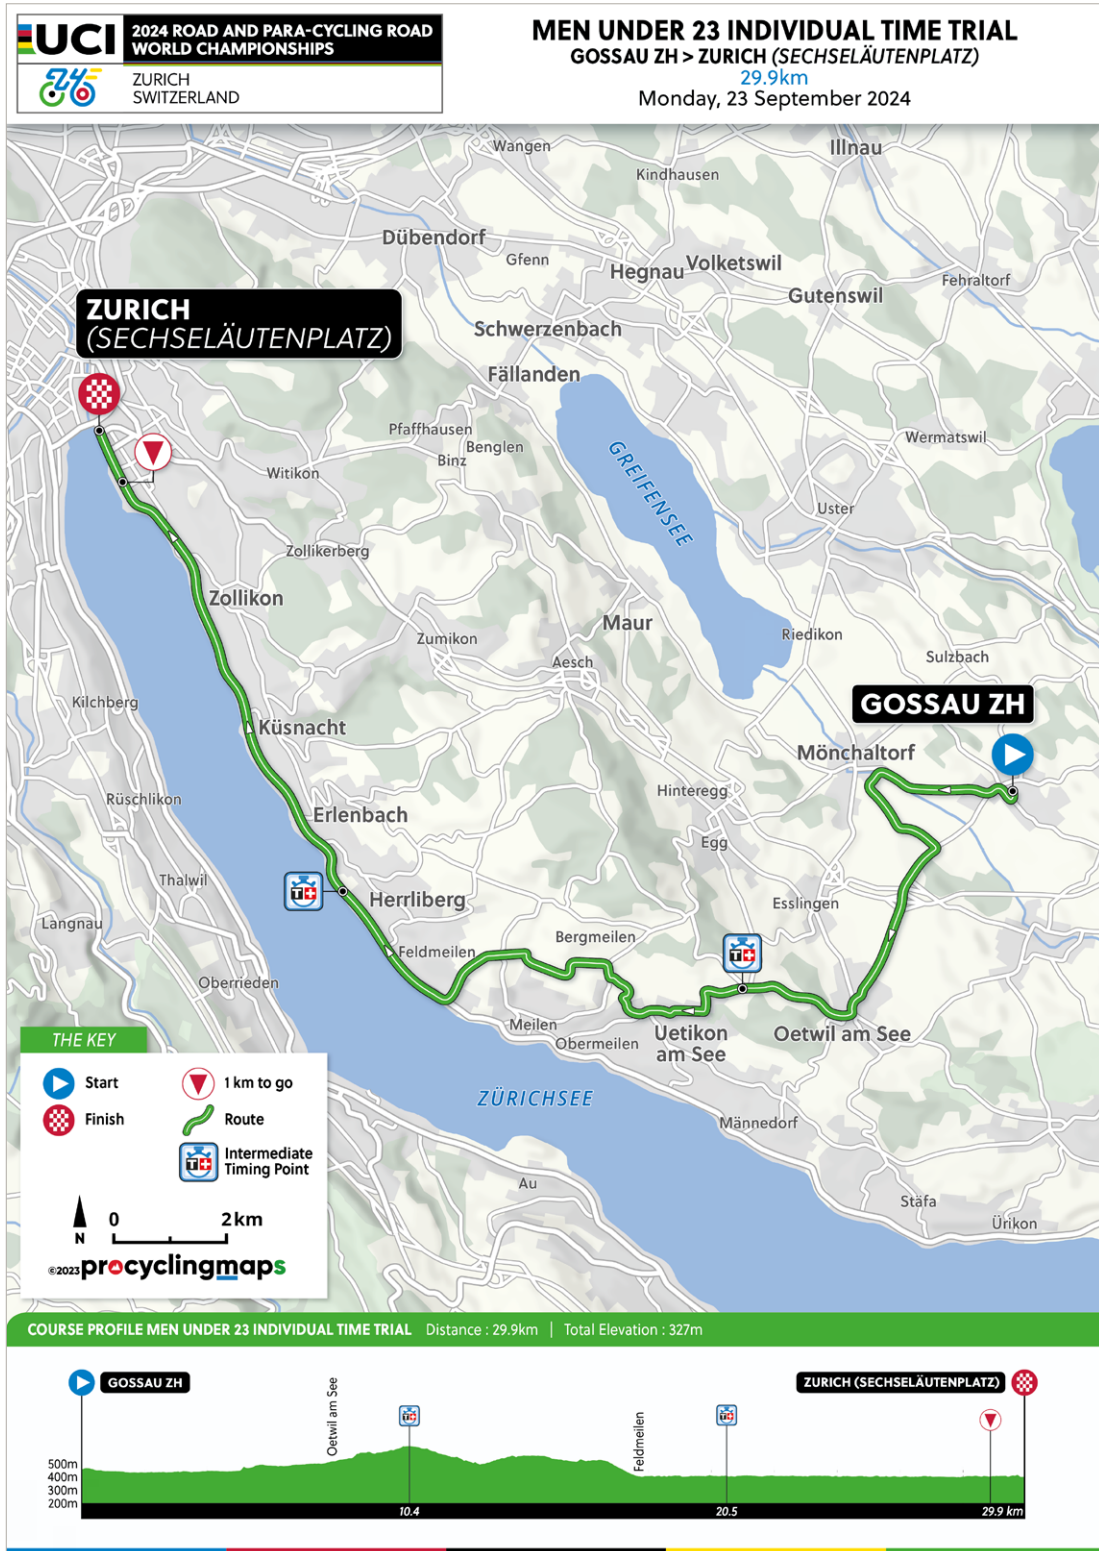 UCI
2024 ROAD AND PARA-CYCLING ROAD
WORLD CHAMPIONSHIPS
ZURICH
SWITZERLAND
MEN UNDER 23 INDIVIDUAL TIME TRIAL
GOSSAU ZH > ZURICH (SECHSELÄUTENPLATZ)
29.9km
Monday, 23 September 2024
Wangen
Illnau
Kindhausen
Dübendorf
Gfenn
Hegnau
Volketswil
Fehraltorf
Gutenswil
ZURICH
(SECHSELÄUTENPLATZ)
Schwerzenbach
Fällanden
Pfaffhausen
Benglen
Binz
Witikon
GREIFENSEE
Wermatswil
Uster
Zollikerberg
Zollikon
Zumikon
Maur
Aesch
Riedikon
Sulzbach
Kilchberg
Küsnacht
GOSSAU ZH
Mönchaltorf
Rüschlikon
Erlenbach
Hinteregg
Egg
Thalwil
Herrliberg
Esslingen
Langnau
Feldmeilen
Bergmeilen
Oberrieden
Meilen
Obermeilen
Uetikon
am See
Oetwil am See
THE KEY
Start
1 km to go
Finish
Route
Intermediate
Timing Point
ZÜRICHSEE
Männedorf
Au
Stäfa
Ürikon
0
2 km
N
©2023 procyclingmaps
COURSE PROFILE MEN UNDER 23 INDIVIDUAL TIME TRIAL Distance : 29.9km | Total Elevation : 327m
GOSSAU ZH
Oetwil am See
Feldmeilen
ZURICH (SECHSELÄUTENPLATZ)
500m
400m
300m
200m
10.4
20.5
29.9 km